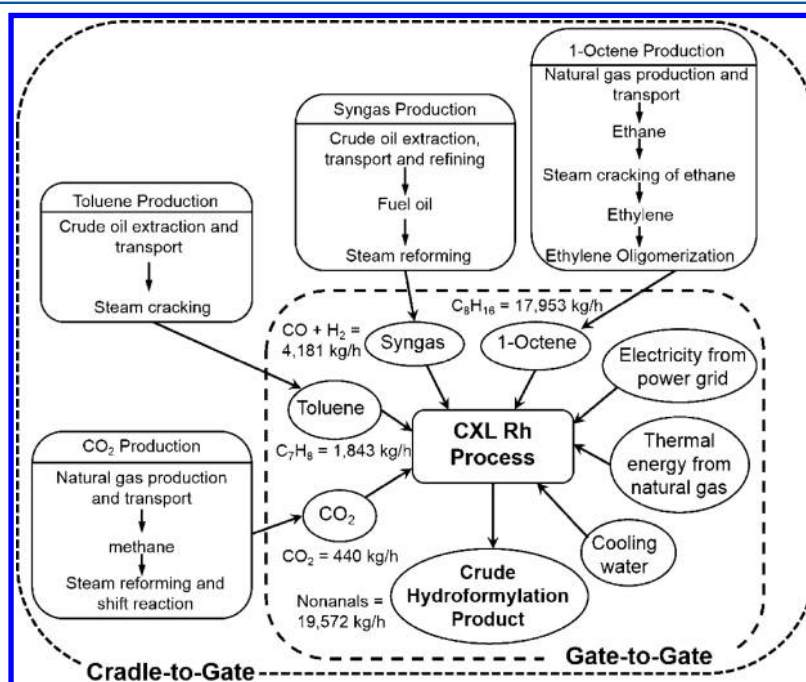 1-Octene Production
Natural gas production and
transport
Ethane
Steam cracking of ethane
Ethylene
Ethylene Oligomerization
Syngas Production
Crude oil extraction,
transport and refining
Fuel oil
Steam reforming
Toluene Production
Crude oil extraction and
transport
Steam cracking
CO₂ Production
Natural gas production
and transport
methane
Steam reforming and
shift reaction
C₈H₁₆ = 17,953 kg/h
CO + H₂ =
4,181 kg/h
Syngas
1-Octene
Electricity from
power grid
Toluene
C₇H₈ = 1,843 kg/h
CXL Rh
Process
Thermal
energy from
natural gas
CO₂
CO₂ = 440 kg/h
Cooling
water
Nonanals =
19,572 kg/h
Crude
Hydroformylation
Product
Cradle-to-Gate
Gate-to-Gate